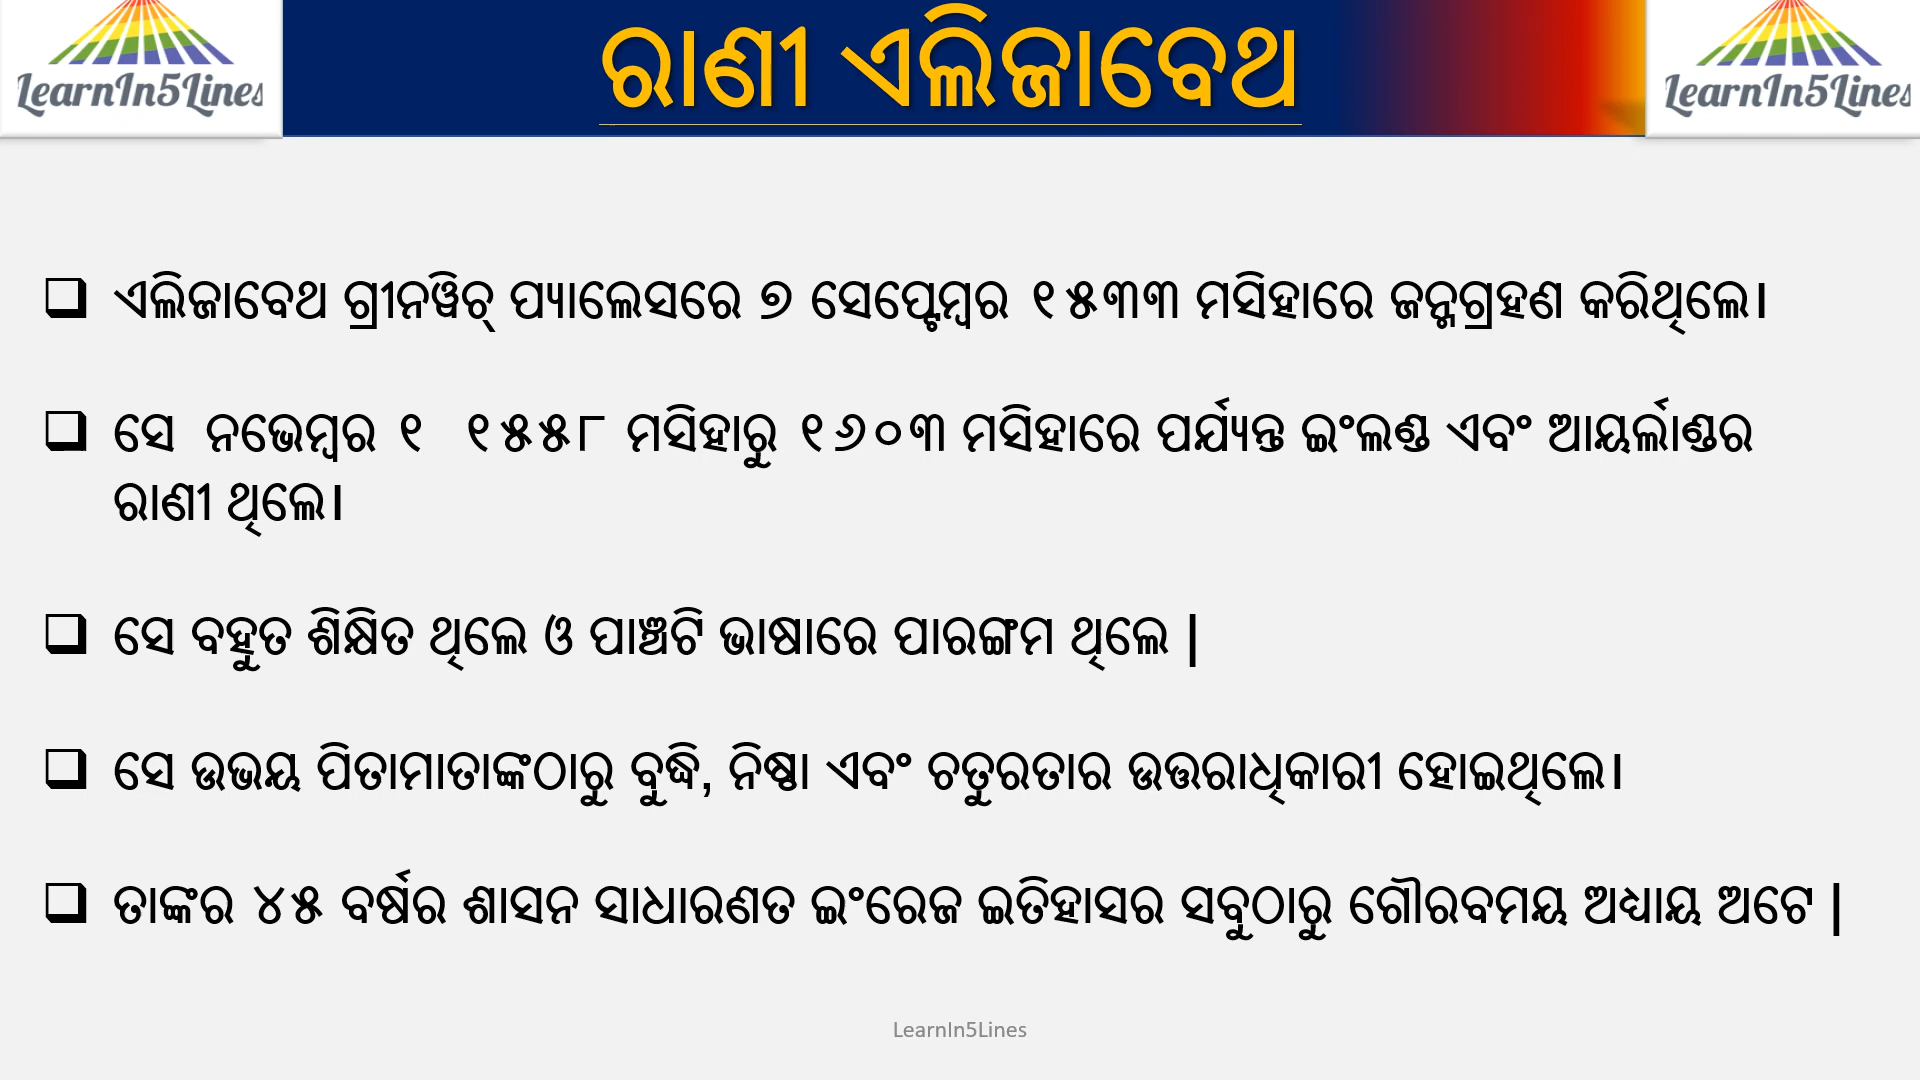 LearnIn5Lines
ରାଣୀ ଏଲିଜାବେଥ
LearnIn5Lines
ଏଲିଜାବେଥ ଗ୍ରୀନୱିଚ୍ ପ୍ୟାଲେସରେ ୭ ସେପ୍ଟେମ୍ବର ୧୫୩୩ ମସିହାରେ ଜନ୍ମଗ୍ରହଣ କରିଥିଲେ।
ସେ ନଭେମ୍ବର ୧ ୧୫୫୮ ମସିହାରୁ ୧୬୦୩ ମସିହାରେ ପର୍ଯ୍ୟନ୍ତ ଇଂଲଣ୍ଡ ଏବଂ ଆୟର୍ଲାଣ୍ଡର
ରାଣୀ ଥିଲେ।
ସେ ବହୁତ ଶିକ୍ଷିତ ଥିଲେ ଓ ପାଞ୍ଚଟି ଭାଷାରେ ପାରଙ୍ଗମ ଥିଲେ |
ସେ ଉଭୟ ପିତାମାତାଙ୍କଠାରୁ ବୁଦ୍ଧି, ନିଷ୍ଠା ଏବଂ ଚତୁରତାର ଉତ୍ତରାଧିକାରୀ ହୋଇଥିଲେ।
ତାଙ୍କର ୪୫ ବର୍ଷର ଶାସନ ସାଧାରଣତ ଇଂରେଜ ଇତିହାସର ସବୁଠାରୁ ଗୌରବମୟ ଅଧ୍ୟାୟ ଅଟେ |
LearnIn5Lines